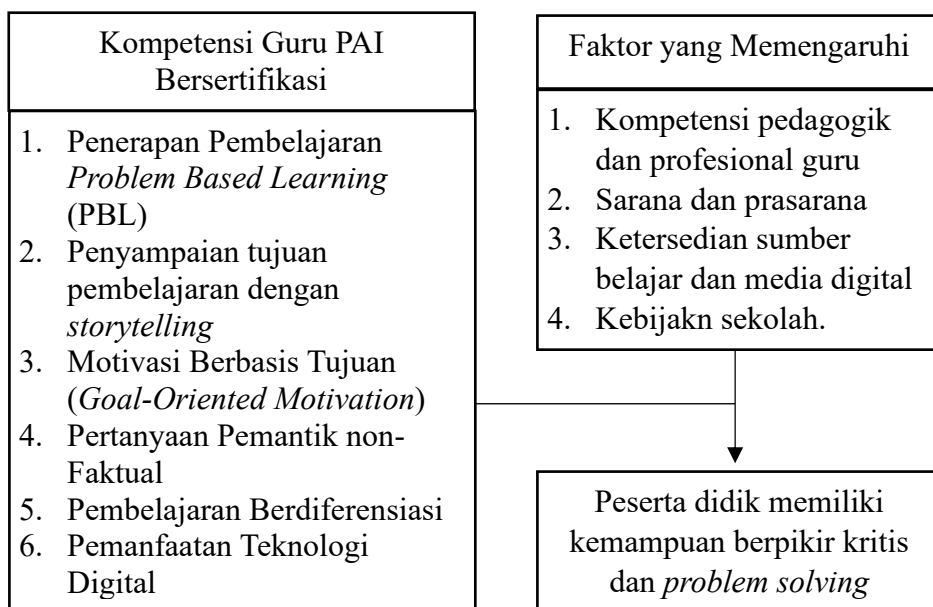 Kompetensi Guru PAI
Bersertifikasi
1. Penerapan Pembelajaran
Problem Based Learning
(PBL)
2. Penyampaian tujuan
pembelajaran dengan
storytelling
3. Motivasi Berbasis Tujuan
(Goal-Oriented Motivation)
4. Pertanyaan Pemantik non-
Faktual
5. Pembelajaran Berdiferensiasi
6. Pemanfaatan Teknologi
Digital
Faktor yang Memengaruhi
1. Kompetensi pedagogik
dan profesional guru
2. Sarana dan prasarana
3. Ketersedian sumber
belajar dan media digital
4. Kebijakn sekolah.
Peserta didik memiliki
kemampuan berpikir kritis
dan problem solving